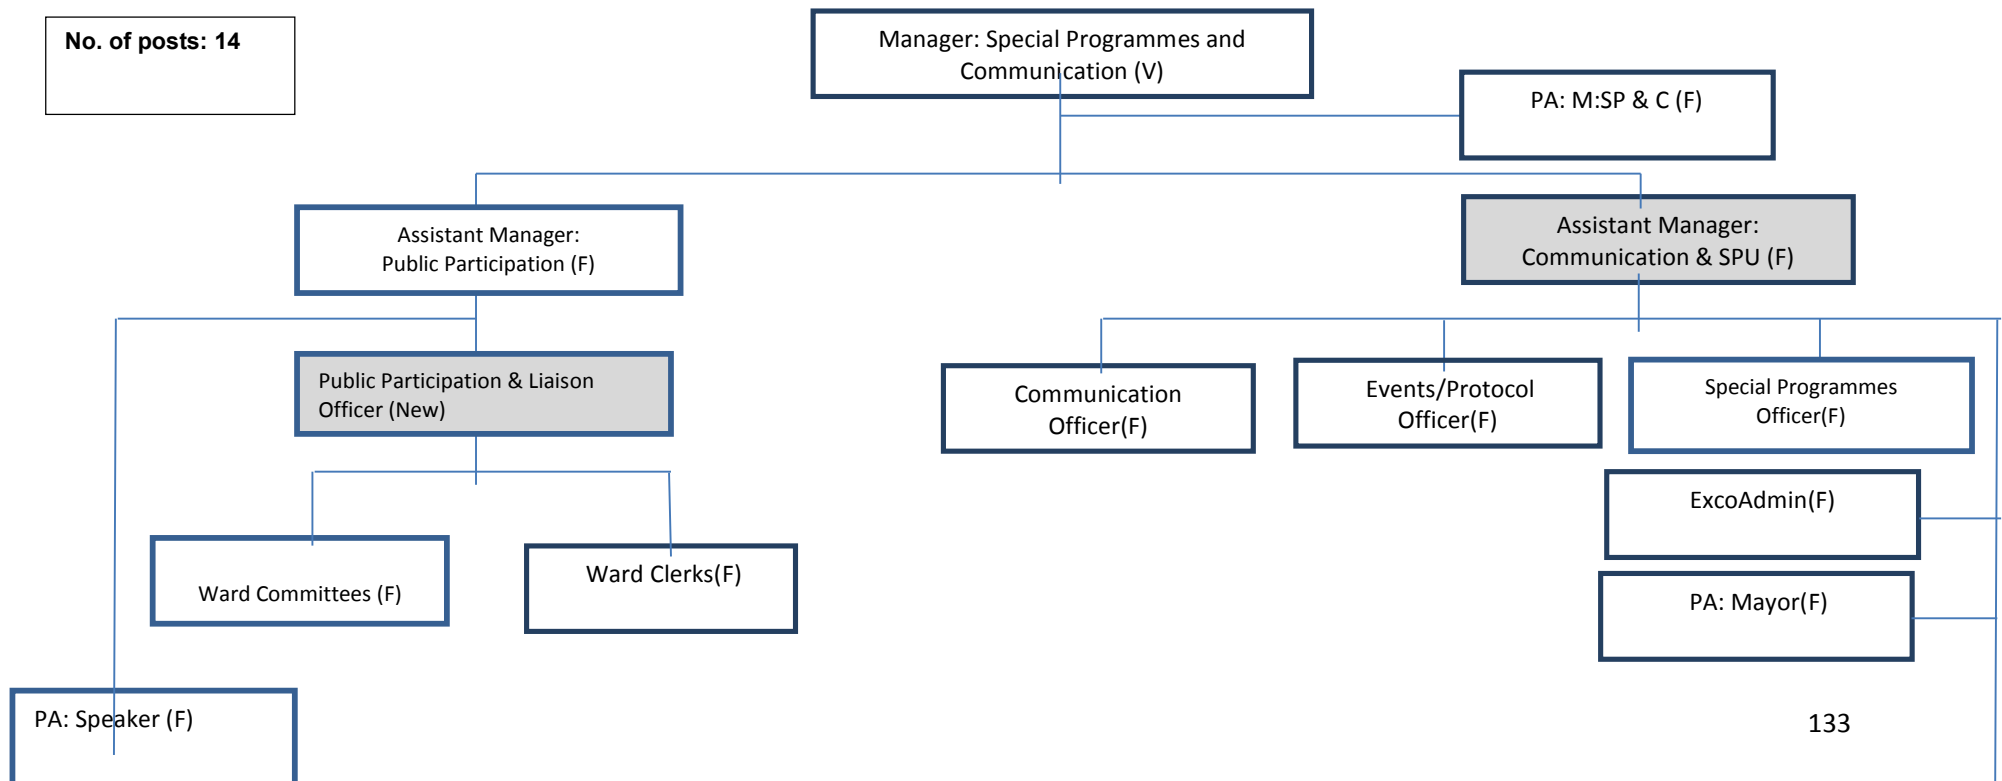 No. of posts: 14
Manager: Special Programmes and
Communication (V)
PA: M:SP & C (F)
Assistant Manager:
Public Participation (F)
Assistant Manager:
Communication & SPU (F)
Public Participation & Liaison
Officer (New)
Communication
Officer(F)
Events/Protocol
Officer(F)
Special Programmes
Officer(F)
ExcoAdmin(F)
Ward Committees (F)
Ward Clerks(F)
PA: Mayor(F)
PA: Speaker (F)
133